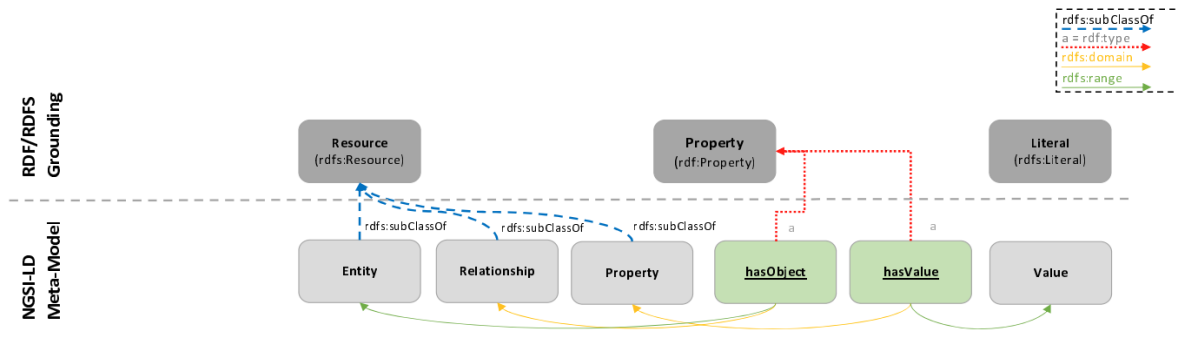 rdfs:subClassOf
a = rdf:type
rdfs:domain
rdfs:range
RDF/RDFS
Grounding
Resource
(rdfs:Resource)
Property
(rdf:Property)
Literal
(rdfs:Literal)
rdfs:subClassOf
rdfs:subClassOf
rdfs:subClassOf
a
a
NGSI-LD
Meta-Model
Entity
Relationship
Property
hasObject
hasValue
Value